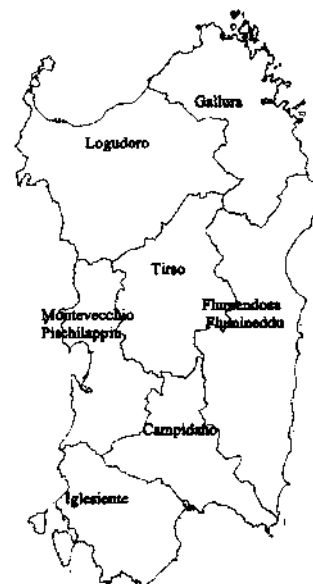 Gallura
Logudoro
Tirso
Montevecchio
Pischilappiu
Flumendosa
Flumineddu
Campidano
Iglesiente